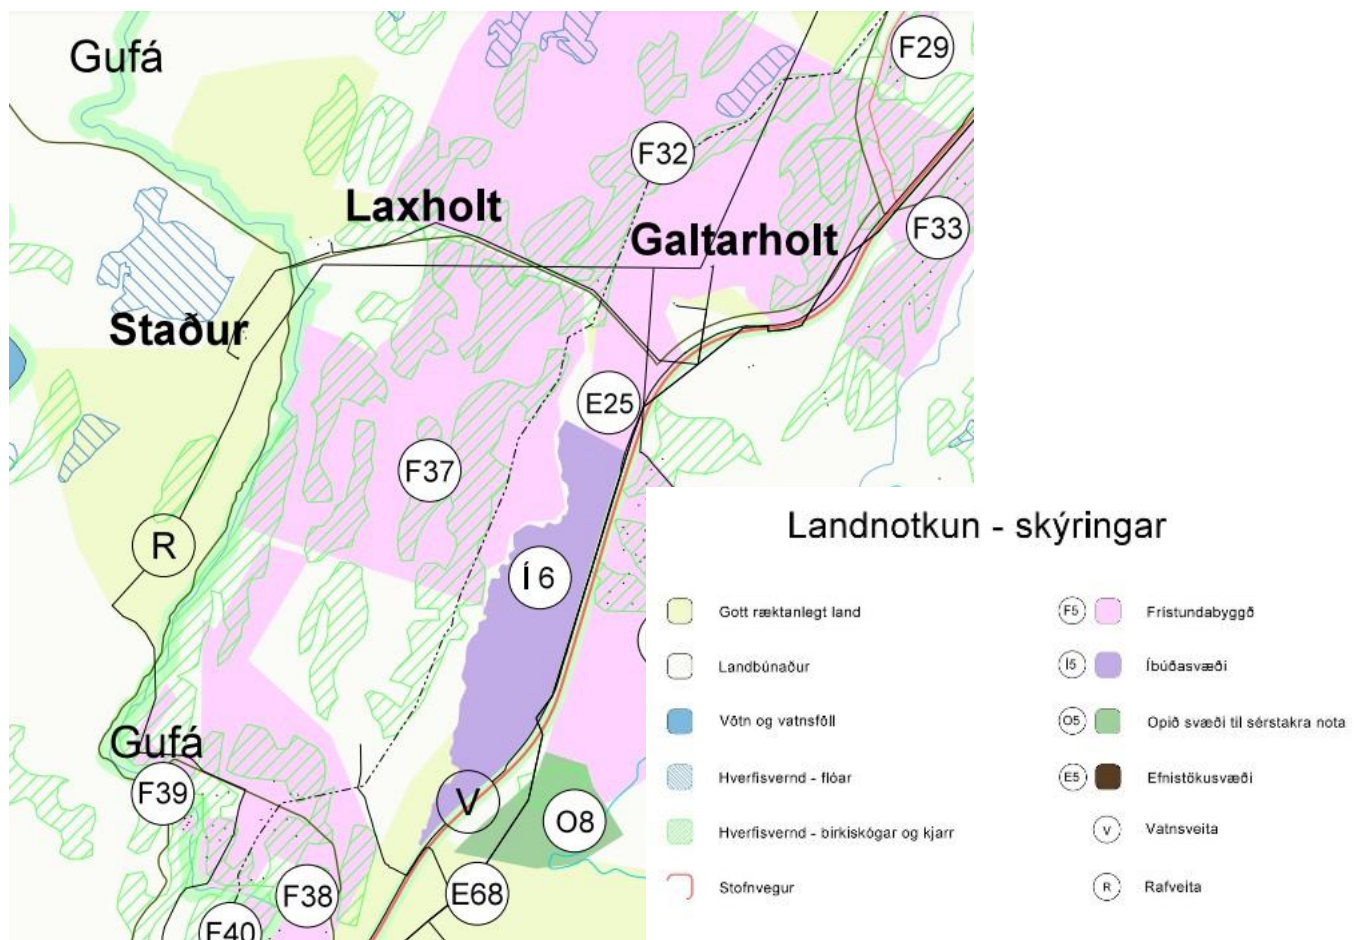 Gufá
F29
F32
Laxholt
Galtarholt
F33
Staður
E25
F37
R
Í 6
Gufá
F39
V
O8
F38
E68
F40
Landnotkun - skýringar
Gott ræktanlegt land
Landbúnaður
Vötn og vatnsföll
Hverfisvernd - flóar
Hverfisvernd - birkiskógar og kjarr
Stofnvegur
F5 Frístundabyggð
Í5 Íbúðasvæði
O5 Opið svæði til sérstakra nota
E5 Efnistökusvæði
V Vatnsveita
R Rafveita